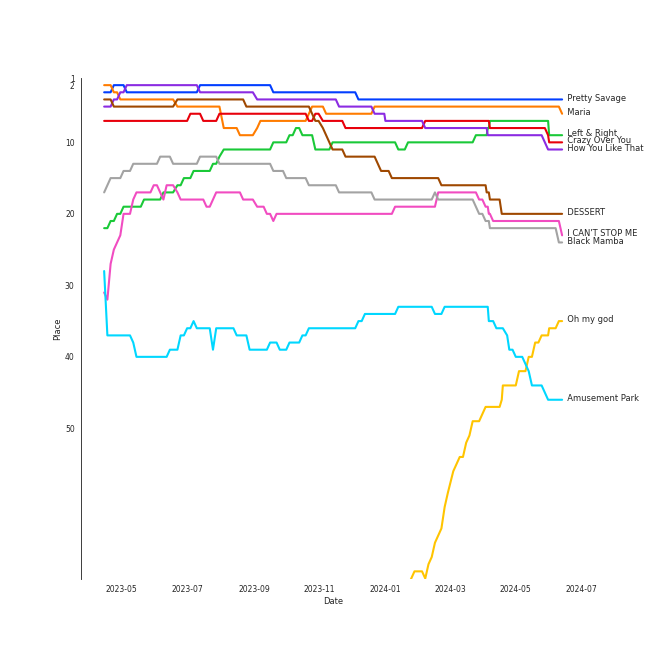 1
2
10
20
30
40
50
Place
Pretty Savage
Maria
Left & Right
Crazy Over You
How You Like That
DESSERT
I CAN'T STOP ME
Black Mamba
Oh my god
Amusement Park
2023-05
2023-07
2023-09
2023-11
2024-01
2024-03
2024-05
2024-07
Date